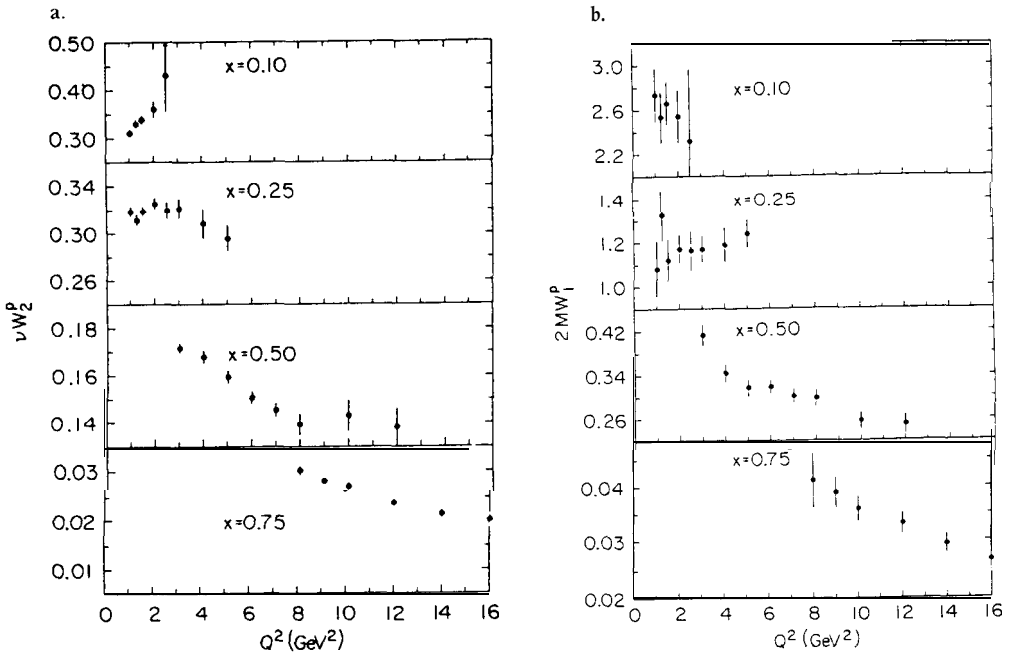 a.
0.50
0.40
0.30
x=0.10
0.34
0.30
0.26
x=0.25
νW₂ᵖ
0.18
0.16
0.14
x=0.50
0.03
0.02
0.01
x=0.75
0 2 4 6 8 10 12 14 16
Q² (GeV²)
b.
3.0
2.6
2.2
x=0.10
1.4
1.2
1.0
x=0.25
2MW₁ᵖ
0.42
0.34
0.26
x=0.50
0.04
0.03
0.02
x=0.75
0 2 4 6 8 10 12 14 16
Q² (GeV²)